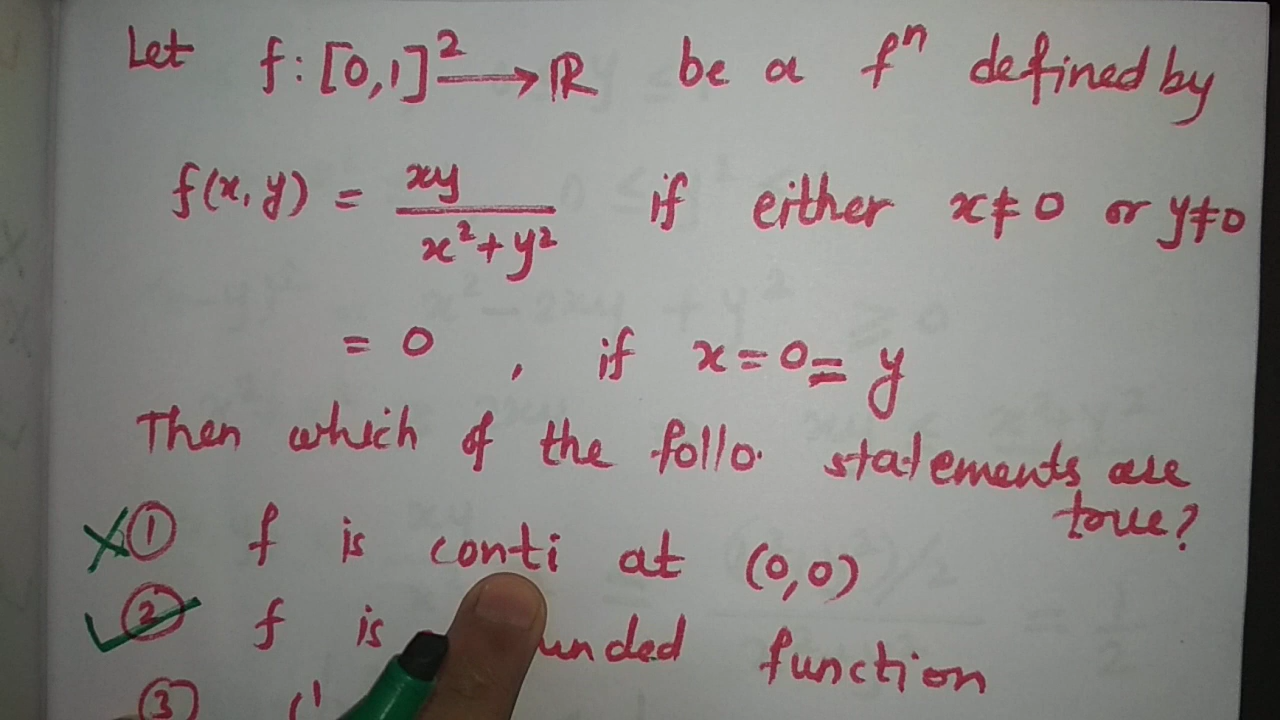 Let f : [0,1]² → ℝ be a fⁿ defined by
f(x,y) = xy / x²+y² if either x≠0 or y≠0
= 0 , if x=0=y
Then which of the follo. statements are true?
① f is conti at (0,0)
② f is unded function
③